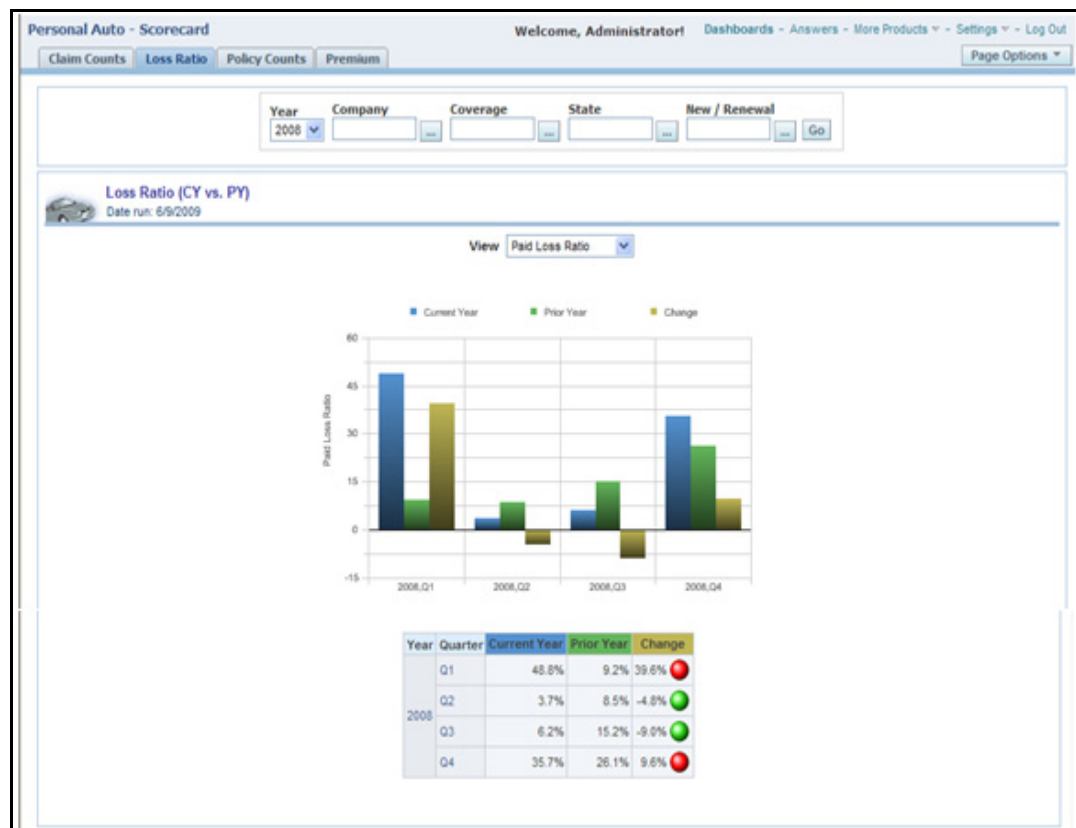 Personal Auto - Scorecard
Welcome, Administrator!
Dashboards - Answers - More Products - Settings - Log Out
Claim Counts Loss Ratio Policy Counts Premium
Page Options
Year Company Coverage State New / Renewal
2008 ... ... ... ... Go
Loss Ratio (CY vs. PY)
Date run: 6/9/2009
View Paid Loss Ratio
Current Year Prior Year Change
60
45
30
15
0
-15
Paid Loss Ratio
2008,Q1 2008,Q2 2008,Q3 2008,Q4
Year Quarter Current Year Prior Year Change
2008
Q1 48.8% 9.2% 39.6%
Q2 3.7% 8.5% -4.8%
Q3 6.2% 15.2% -9.0%
Q4 35.7% 26.1% 9.6%